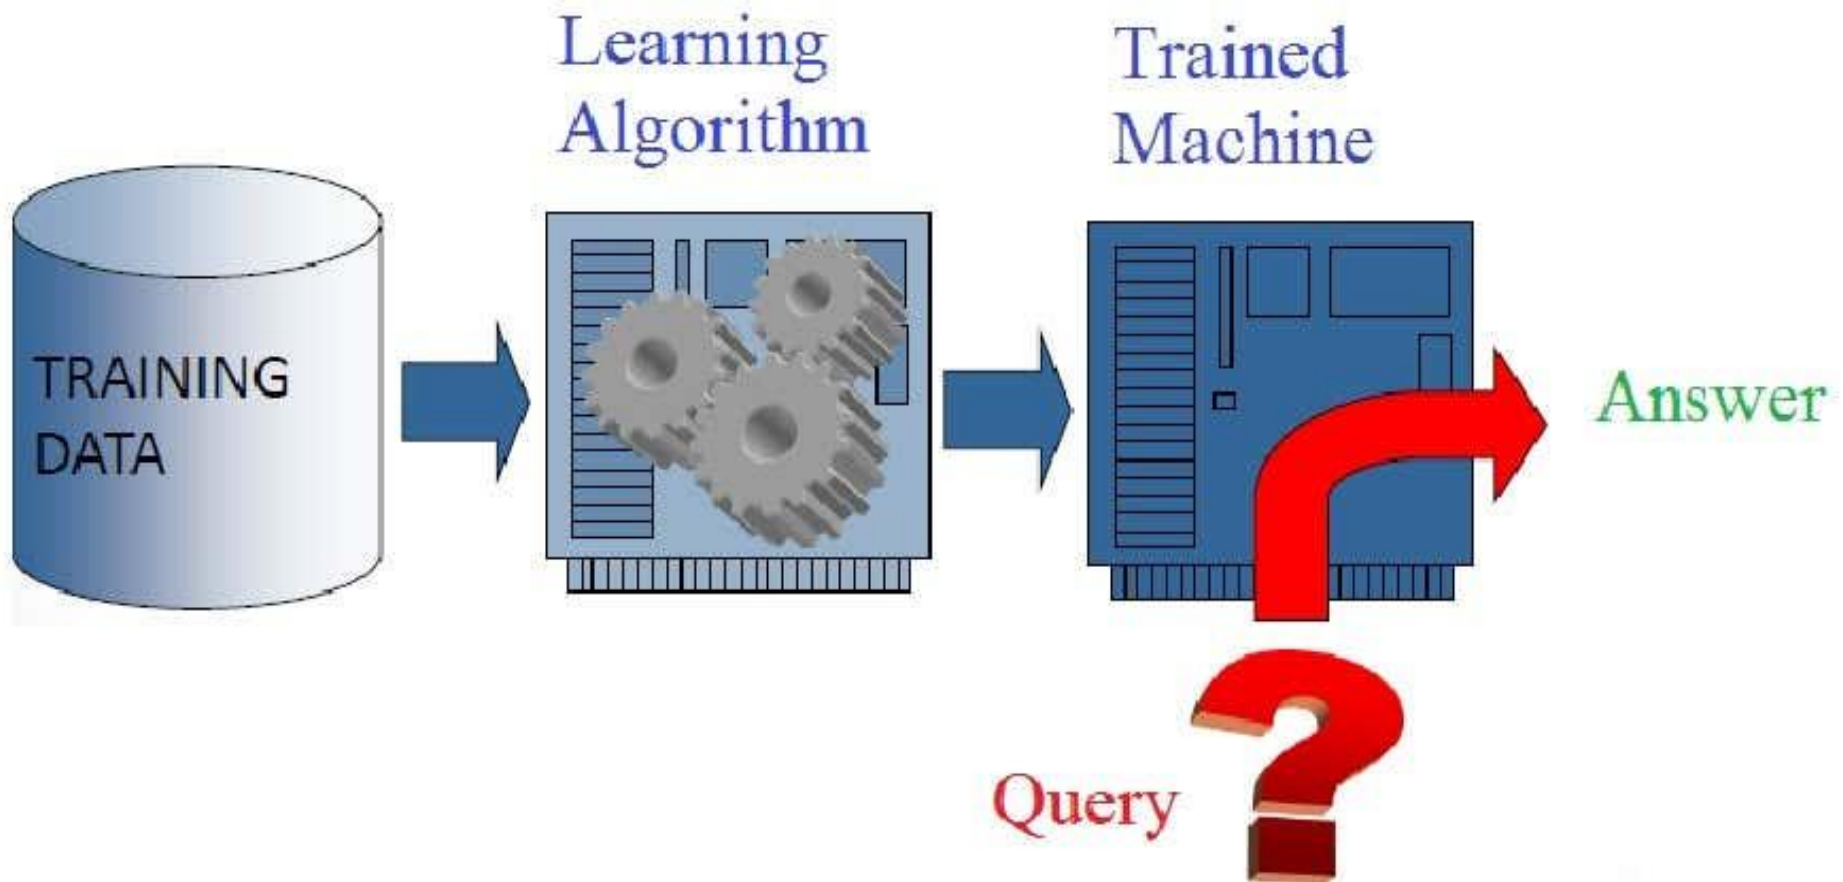 Learning
Algorithm
Trained
Machine
TRAINING
DATA
Answer
Query